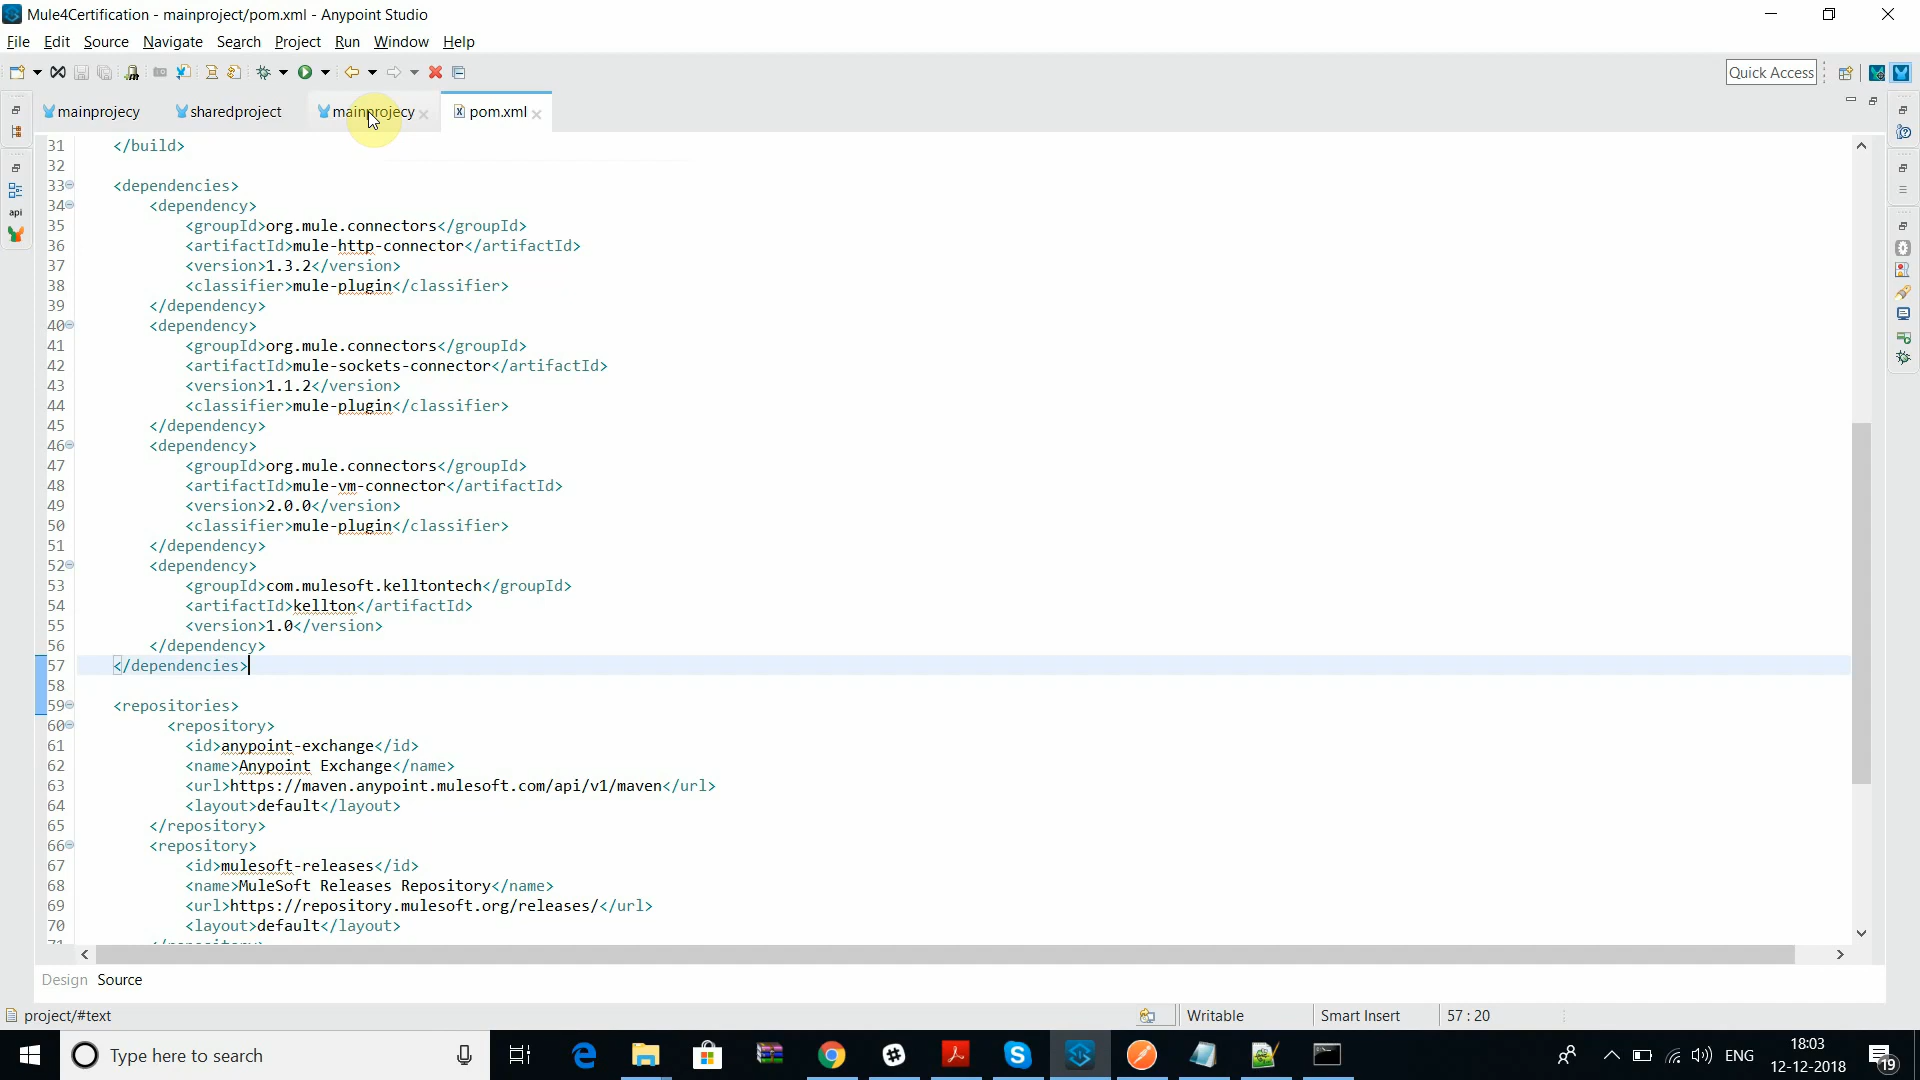 Mule4Certification - mainproject/pom.xml - Anypoint Studio
File Edit Source Navigate Search Project Run Window Help
Quick Access
mainprojecy sharedproject mainprojecy pom.xml
31 </build>
32
33 <dependencies>
34 <dependency>
35 <groupId>org.mule.connectors</groupId>
36 <artifactId>mule-http-connector</artifactId>
37 <version>1.3.2</version>
38 <classifier>mule-plugin</classifier>
39 </dependency>
40 <dependency>
41 <groupId>org.mule.connectors</groupId>
42 <artifactId>mule-sockets-connector</artifactId>
43 <version>1.1.2</version>
44 <classifier>mule-plugin</classifier>
45 </dependency>
46 <dependency>
47 <groupId>org.mule.connectors</groupId>
48 <artifactId>mule-vm-connector</artifactId>
49 <version>2.0.0</version>
50 <classifier>mule-plugin</classifier>
51 </dependency>
52 <dependency>
53 <groupId>com.mulesoft.kelltontech</groupId>
54 <artifactId>kellton</artifactId>
55 <version>1.0</version>
56 </dependency>
57 </dependencies>
58
59 <repositories>
60 <repository>
61 <id>anypoint-exchange</id>
62 <name>Anypoint Exchange</name>
63 <url>https://maven.anypoint.mulesoft.com/api/v1/maven</url>
64 <layout>default</layout>
65 </repository>
66 <repository>
67 <id>mulesoft-releases</id>
68 <name>MuleSoft Releases Repository</name>
69 <url>https://repository.mulesoft.org/releases/</url>
70 <layout>default</layout>
api
Design Source
project/#text Writable Smart Insert 57 : 20
Type here to search
ENG
18:03
12-12-2018
19